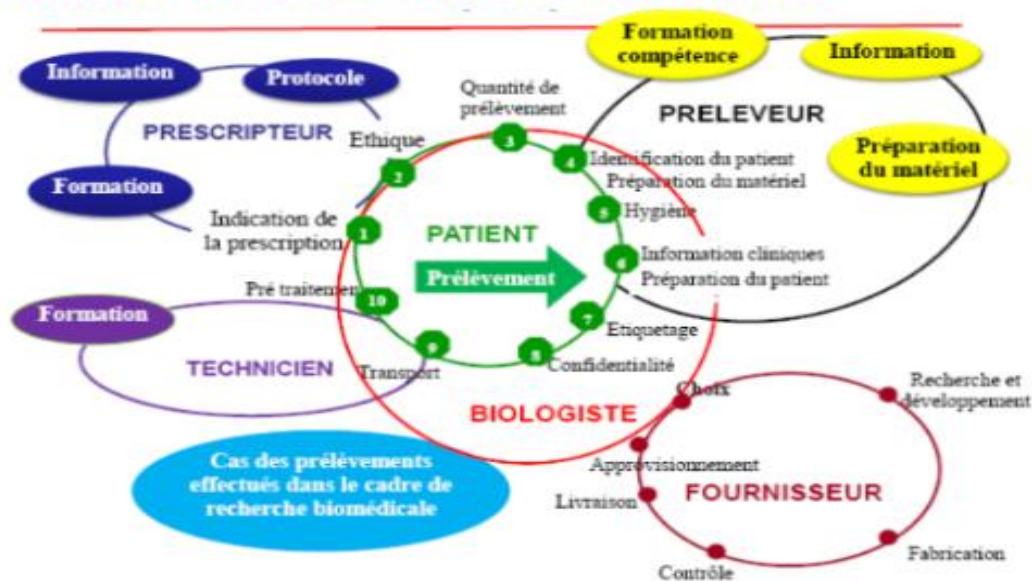 Information
Protocole
PRESCRIPTEUR
Formation
Ethique
Indication de
la prescription
Quantité de
prélèvement
Formation
compétence
Information
PRELEVEUR
Préparation
du matériel
Identification du patient
Préparation du matériel
Hygiène
Information cliniques
Préparation du patient
Etiquetage
Confidentialité
Transport
Pré traitement
1
2
3
4
5
6
7
8
9
10
PATIENT
Prélèvement
Formation
TECHNICIEN
BIOLOGISTE
Cas des prélèvements
effectués dans le cadre de
recherche biomédicale
Choix
Recherche et
développement
Approvisionnement
Livraison
FOURNISSEUR
Contrôle
Fabrication